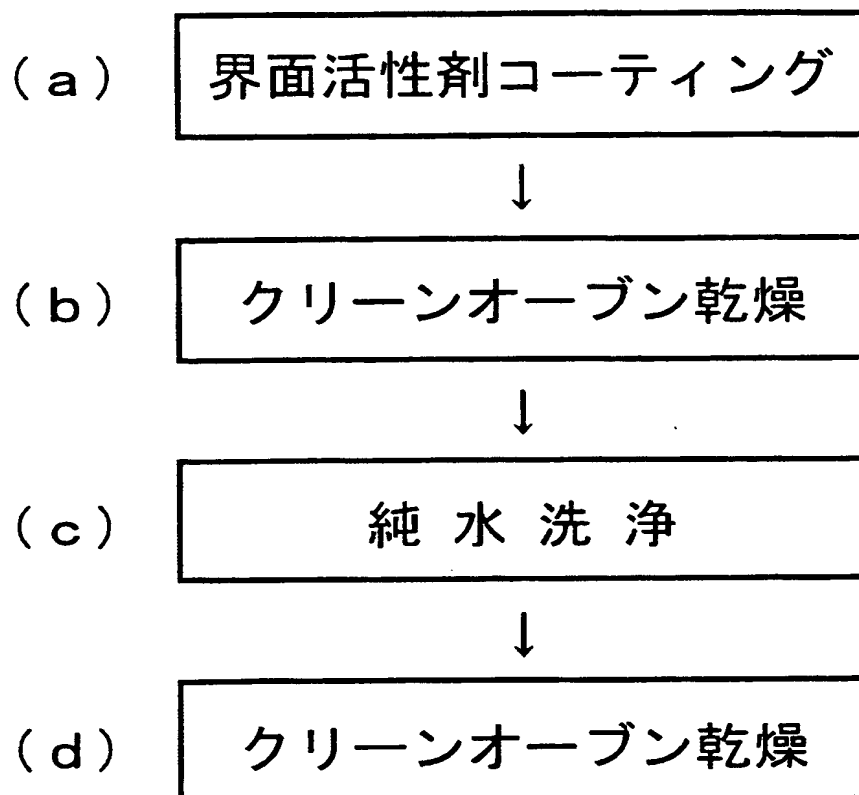 (a) 界面活性剤コーティング
↓
(b) クリーンオーブン乾燥
↓
(c) 純水洗浄
↓
(d) クリーンオーブン乾燥